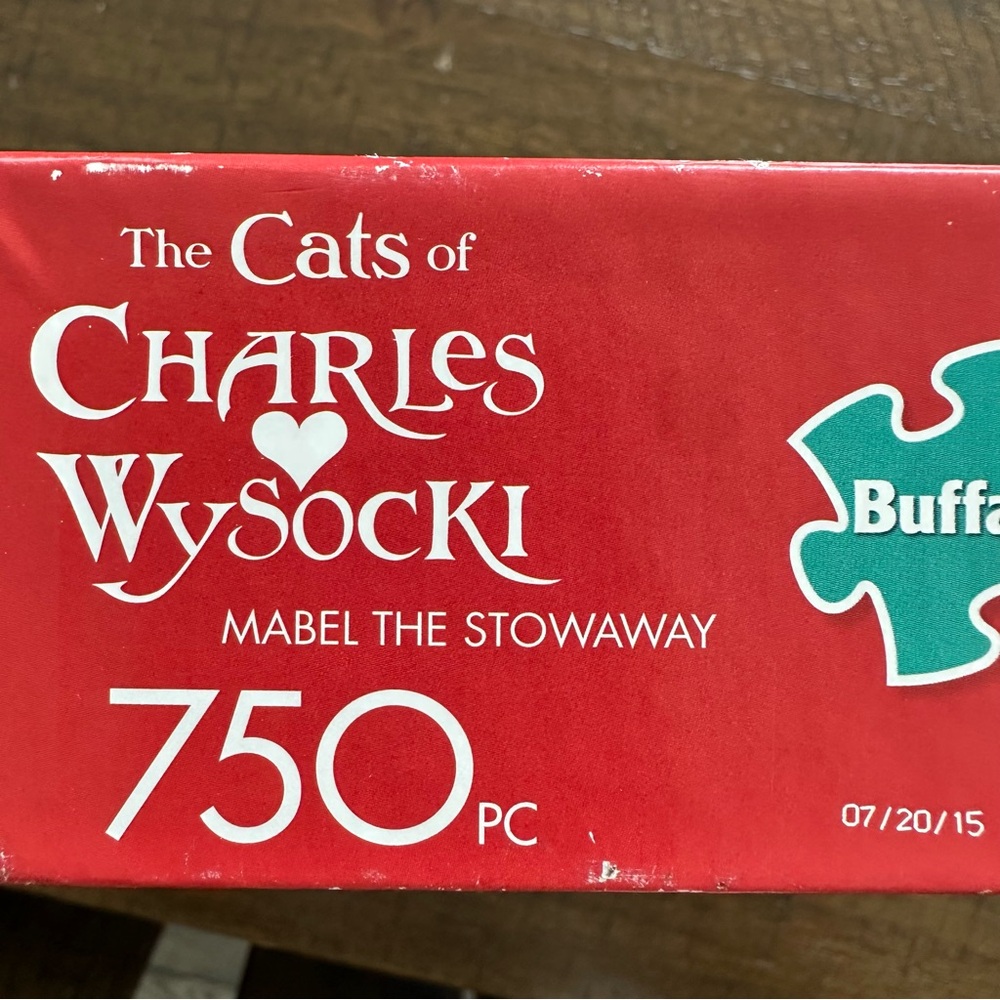 The Cats of
CHARLES
WYSOCKI
MABEL THE STOWAWAY
750 PC
Buffa
07/20/15